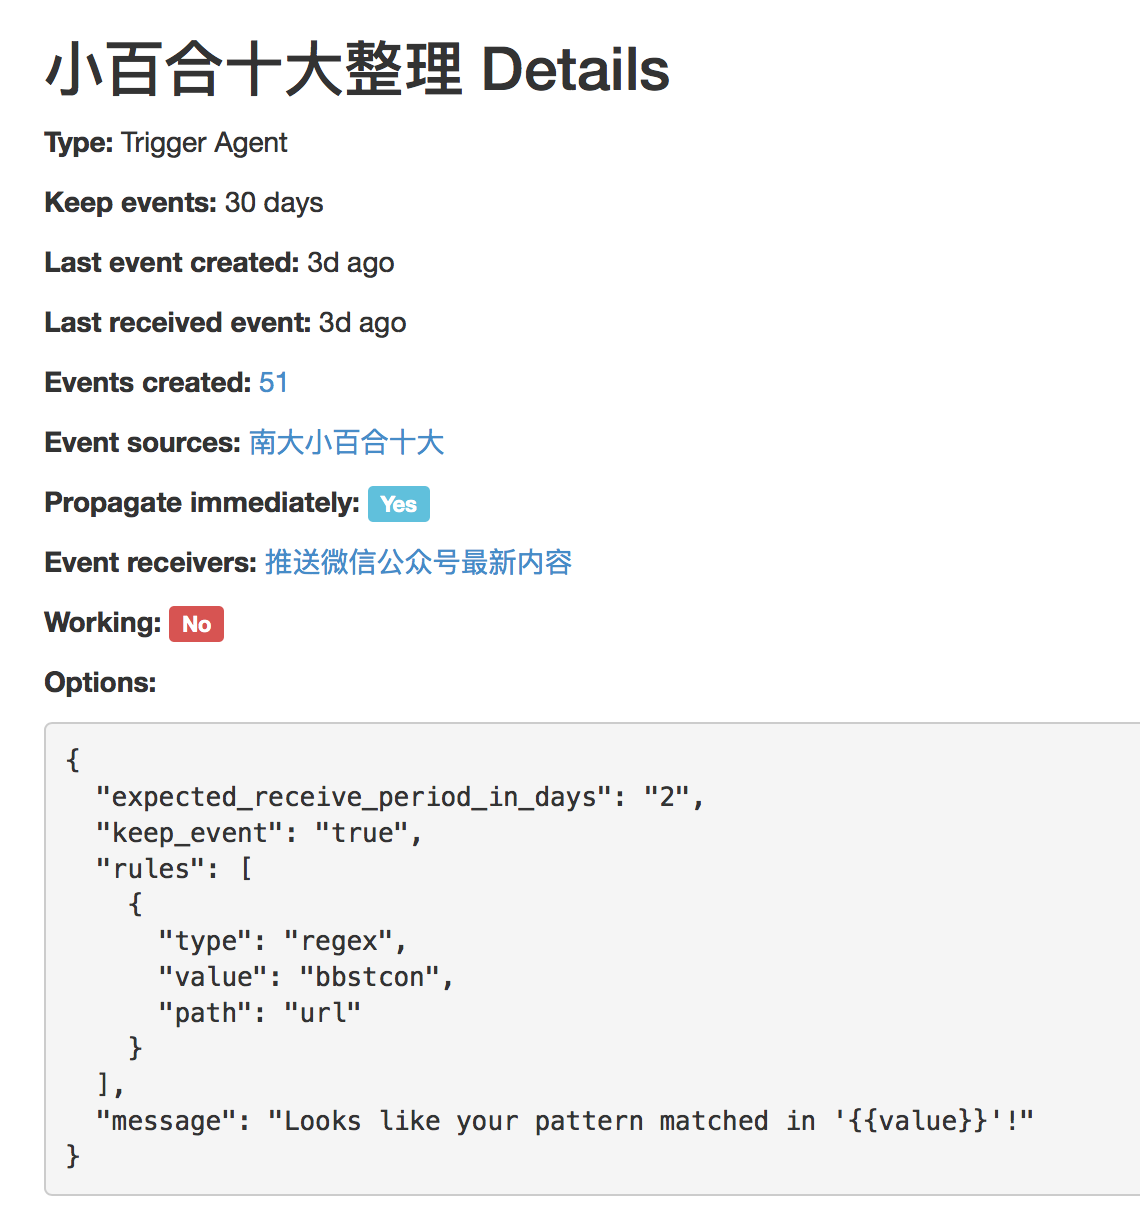 小百合十大整理 Details
Type: Trigger Agent
Keep events: 30 days
Last event created: 3d ago
Last received event: 3d ago
Events created: 51
Event sources: 南大小百合十大
Propagate immediately: Yes
Event receivers: 推送微信公众号最新内容
Working: No
Options:
{
  "expected_receive_period_in_days": "2",
  "keep_event": "true",
  "rules": [
    {
      "type": "regex",
      "value": "bbstcon",
      "path": "url"
    }
  ],
  "message": "Looks like your pattern matched in '{{value}}'!"
}